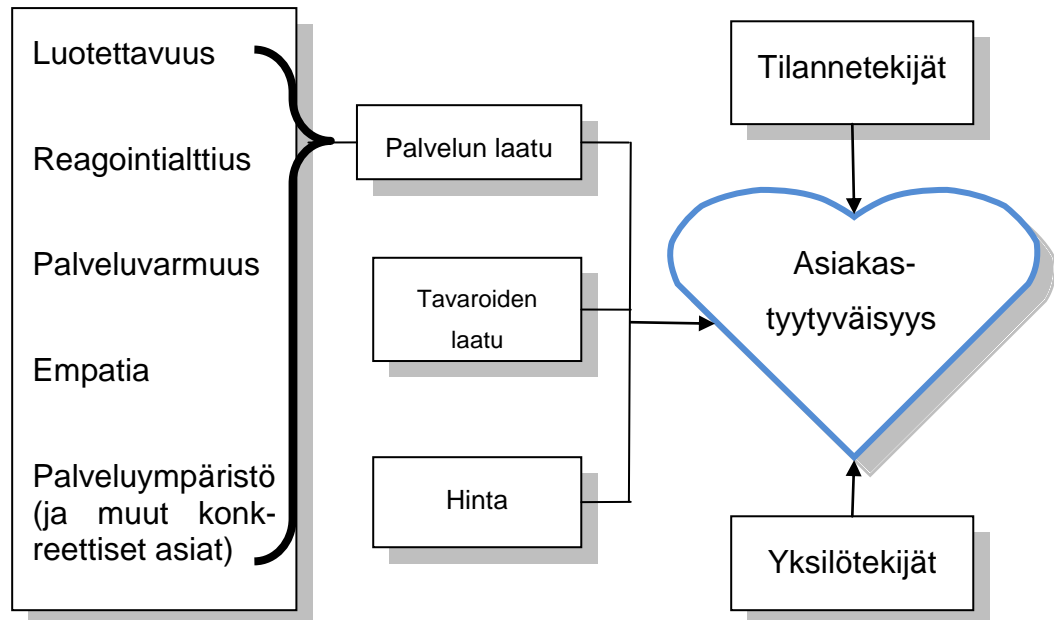 Luotettavuus
Reagointialttius
Palveluvarmuus
Empatia
Palveluympäristö
(ja muut konk-
reettiset asiat)
Palvelun laatu
Tavaroiden
laatu
Hinta
Tilannetekijät
Asiakas-
tyytyväisyys
Yksilötekijät